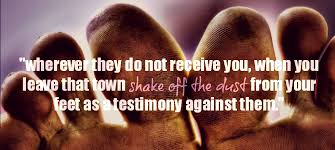 "wherever they do not receive you, when you
leave that town shake off the dust from your
feet as a testimony against them."